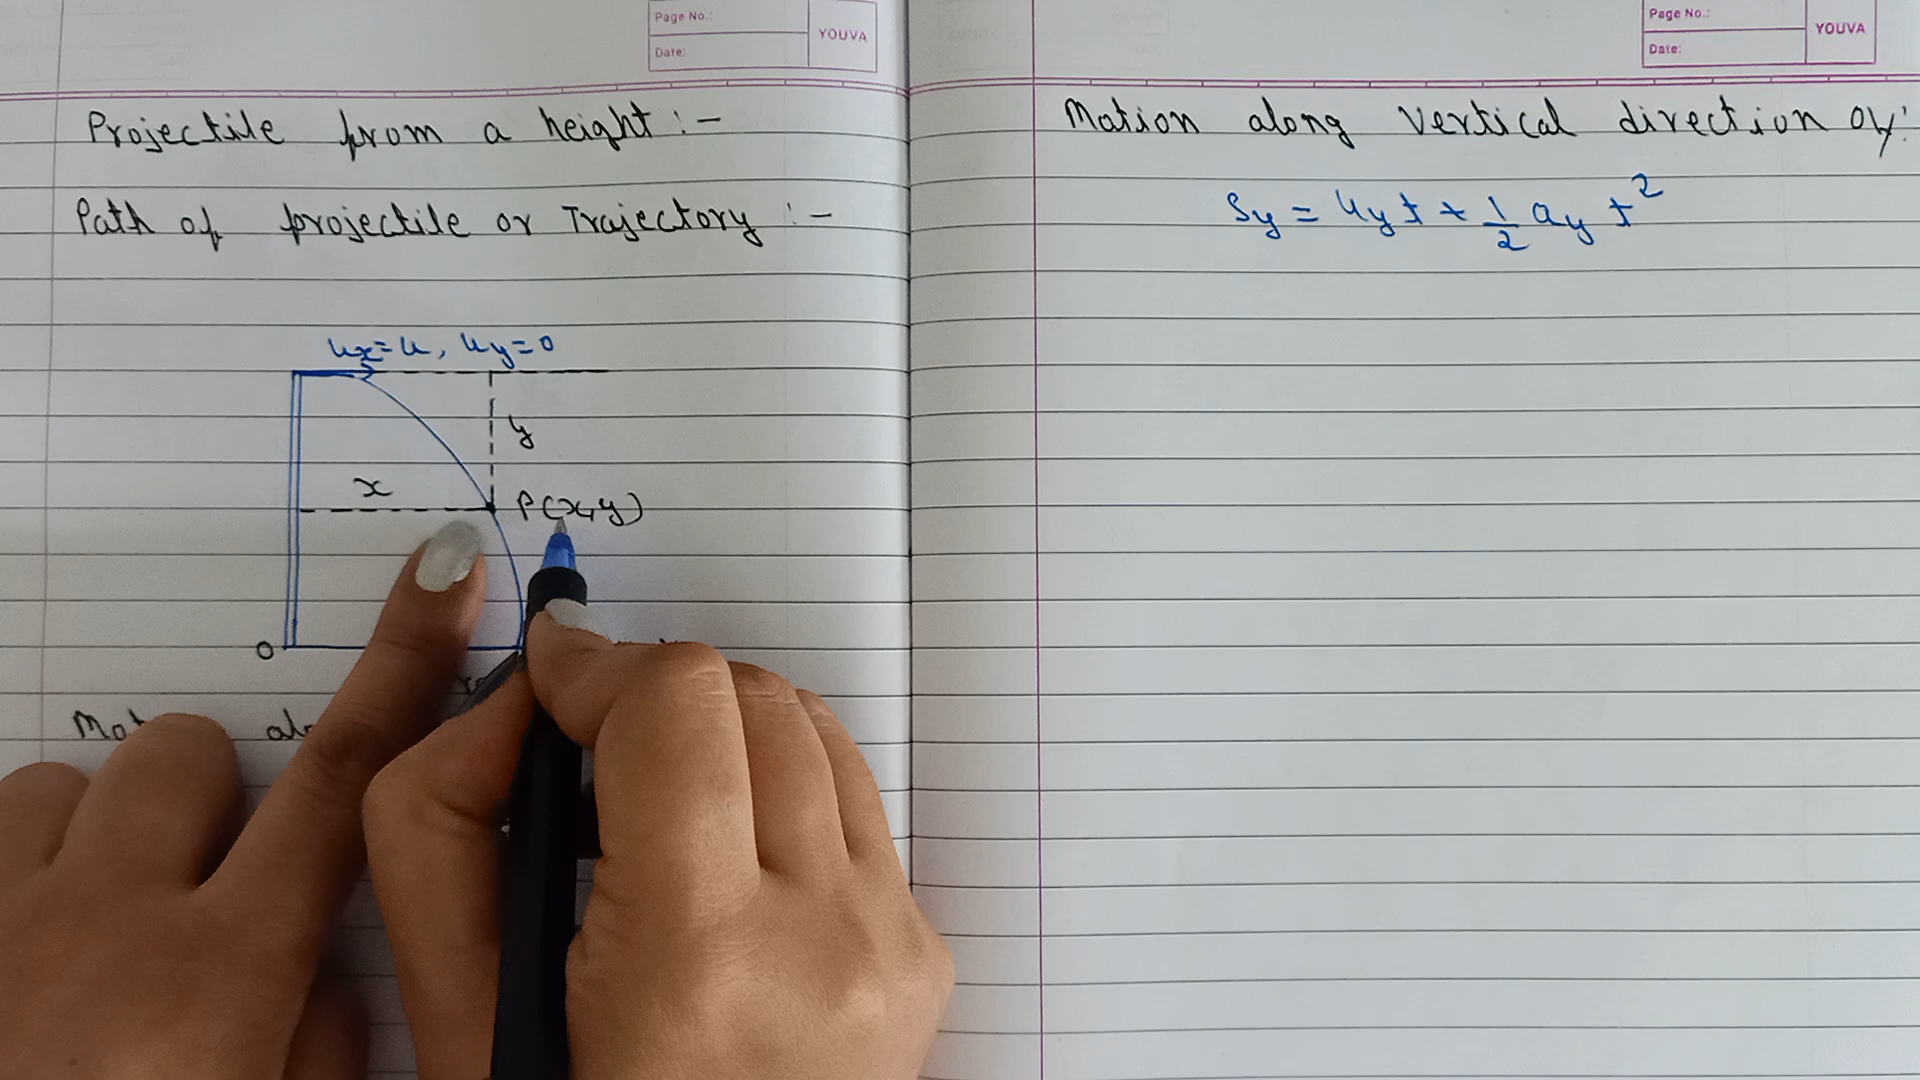 Page No.:
Date:
YOUVA
Projectile from a height :-
Path of projectile or Trajectory :-
ux=u, uy=0
y
x
P(x,y)
O
Page No.:
Date:
YOUVA
Motion along vertical direction OY:
Sy = uy t + 1/2 ay t²